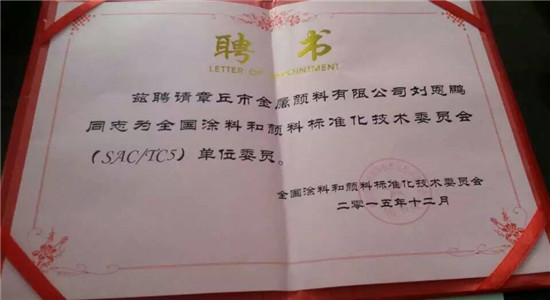 聘书
LETTER OF APPOINTMENT
兹聘请章丘市金属颜料有限公司刘恩鹏
同志为全国涂料和颜料标准化技术委员会
(SAC/TC5)单位委员。
全国涂料和颜料标准化技术委员会
二零一五年十二月